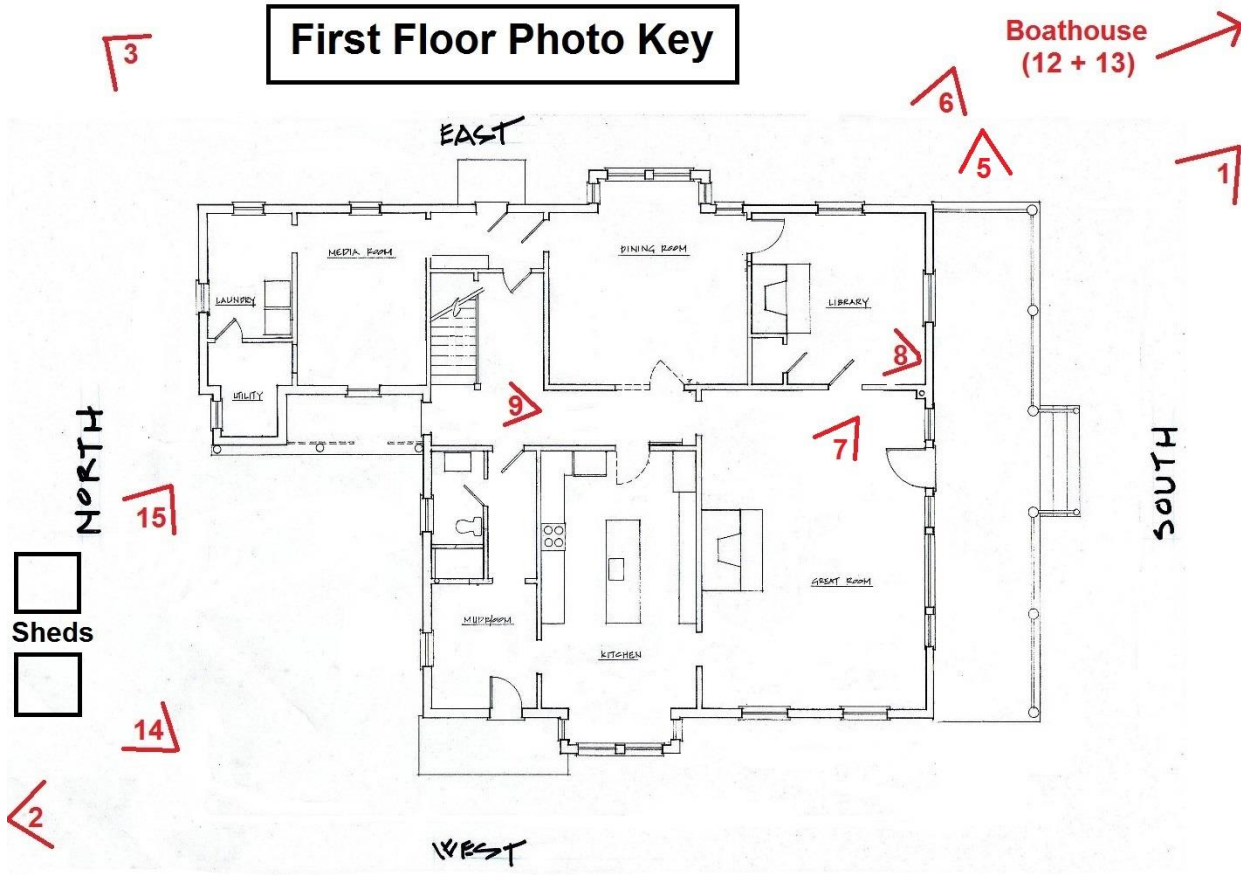 First Floor Photo Key
3
Boathouse
(12 + 13)
6
EAST
5
1
MEDIA ROOM
DINING ROOM
LAUNDRY
LIBRARY
8
UTILITY
9
7
NORTH
SOUTH
15
Sheds
GREAT ROOM
MUDROOM
KITCHEN
14
2
WEST